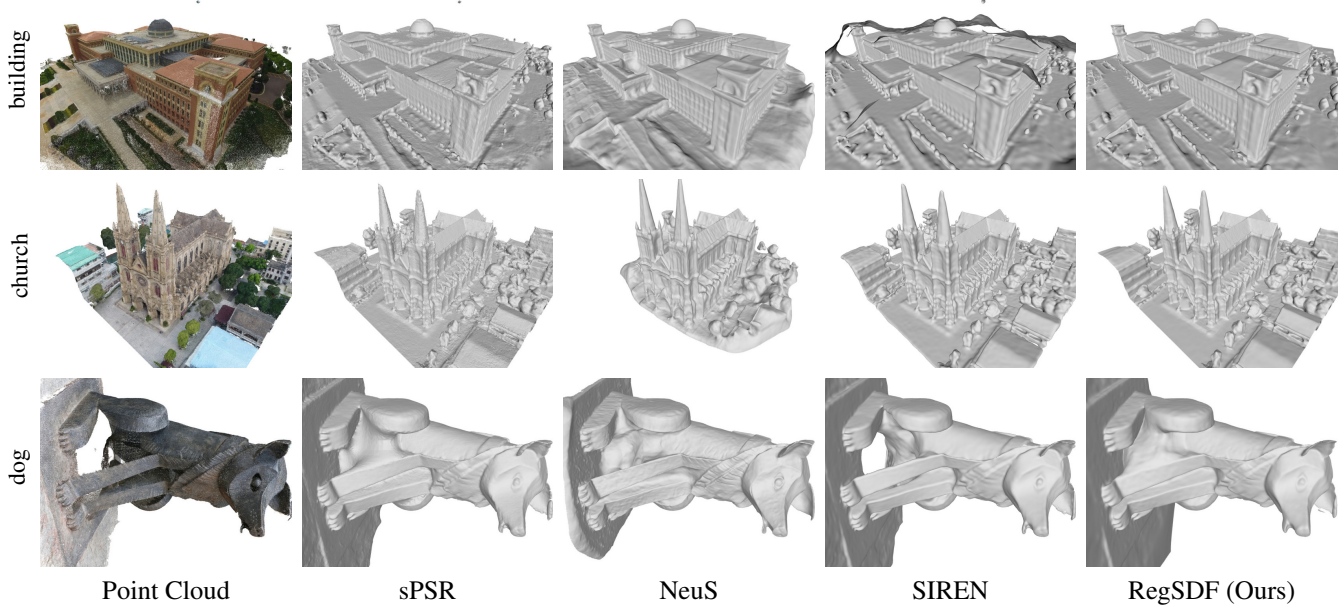 building
church
dog
Point Cloud
sPSR
NeuS
SIREN
RegSDF (Ours)